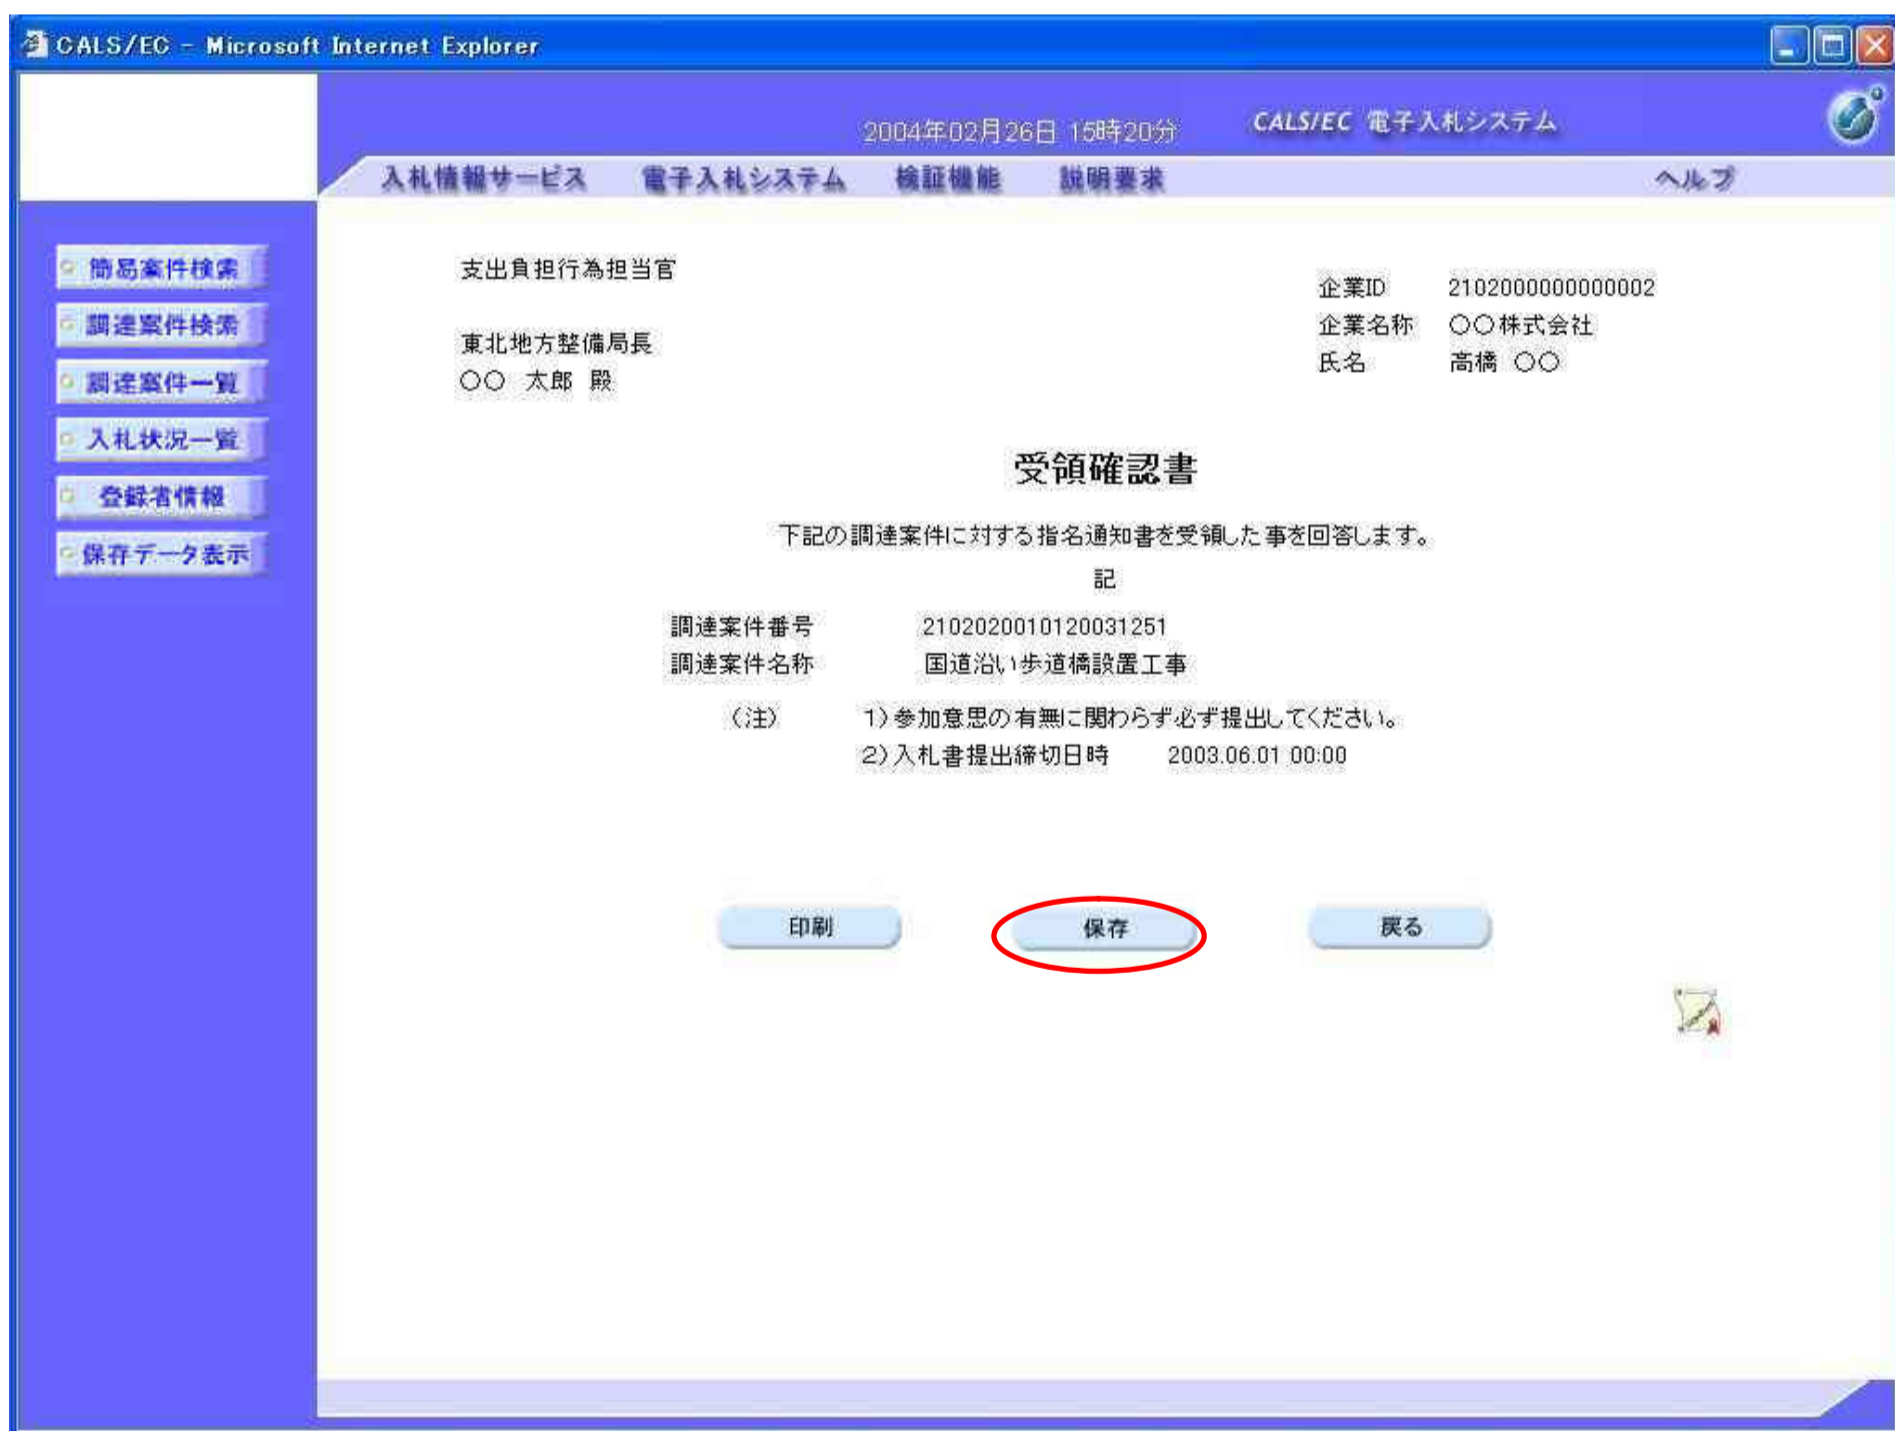 CALS/EC - Microsoft Internet Explorer
2004年02月26日 15時20分
CALS/EC 電子入札システム
入札情報サービス 電子入札システム 検証機能 説明要求 ヘルプ
簡易案件検索
調達案件検索
調達案件一覧
入札状況一覧
登録者情報
保存データ表示
支出負担行為担当官
東北地方整備局長
〇〇 太郎 殿
企業ID 2102000000000002
企業名称 〇〇株式会社
氏名 高橋 〇〇
受領確認書
下記の調達案件に対する指名通知書を受領した事を回答します。
記
調達案件番号 2102020010120031251
調達案件名称 国道沿い歩道橋設置工事
(注) 1)参加意思の有無に関わらず必ず提出してください。
2)入札書提出締切日時 2003.06.01 00:00
印刷 保存 戻る